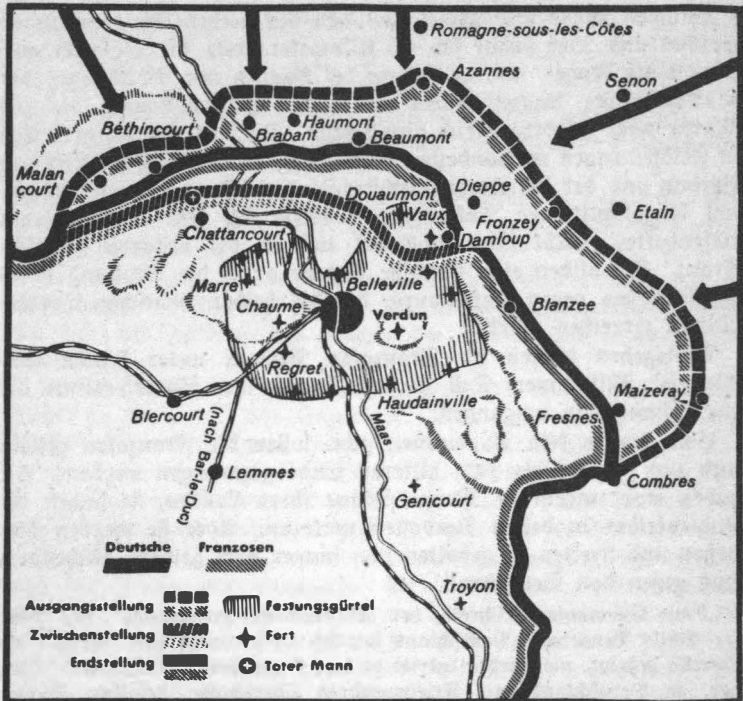 Romagne-sous-les-Côtes
Azannes
Senon
Béthincourt
Haumont
Brabant
Beaumont
Malan
court
Douaumont
Dieppe
Etain
Vaux
Fronzey
Chattancourt
Damloup
Marre
Belleville
Chaume
Verdun
Blanzee
Regret
Blercourt
Haudainville
Maizeray
Fresnes
(nach Bar-le-Duc)
Maas
Lemmes
Genicourt
Combres
Troyon
Deutsche Franzosen
Ausgangsstellung Festungsgürtel
Zwischenstellung Fort
Endstellung Toter Mann